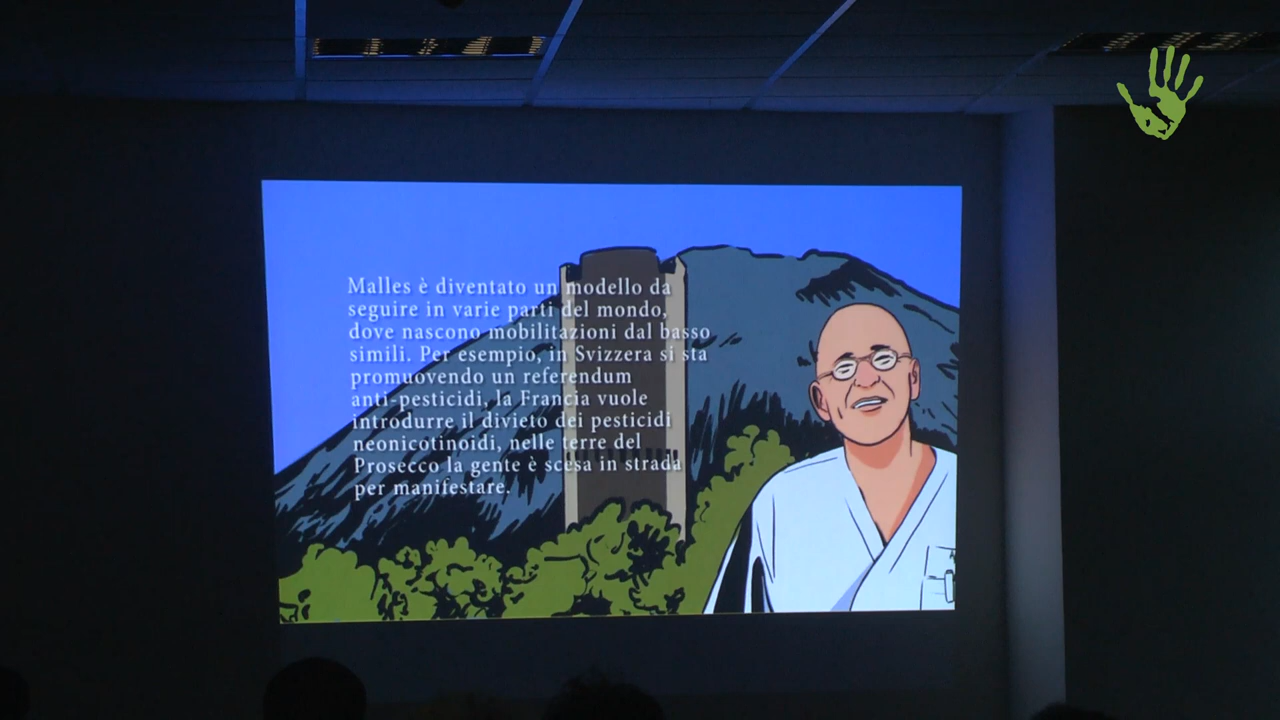 Malles è diventato un modello da
seguire in varie parti del mondo,
dove nascono mobilitazioni dal basso
simili. Per esempio, in Svizzera si sta
promuovendo un referendum
anti-pesticidi, la Francia vuole
introdurre il divieto dei pesticidi
neonicotinoidi, nelle terre del
Prosecco la gente è scesa in strada
per manifestare.